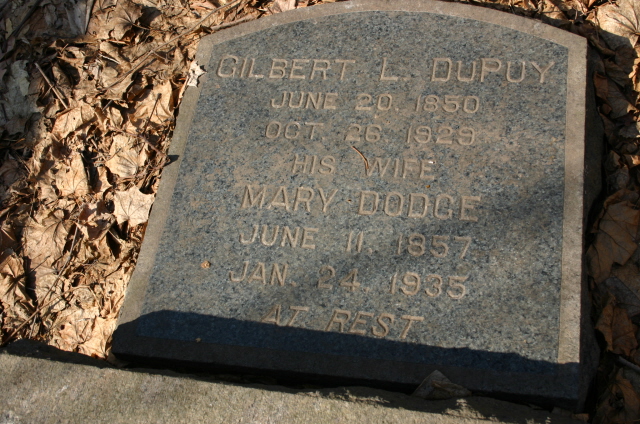 GILBERT L. DUPUY
JUNE 20. 1850
OCT. 26. 1929
HIS WIFE
MARY DODGE
JUNE 11. 1857
JAN. 24. 1935
AT REST